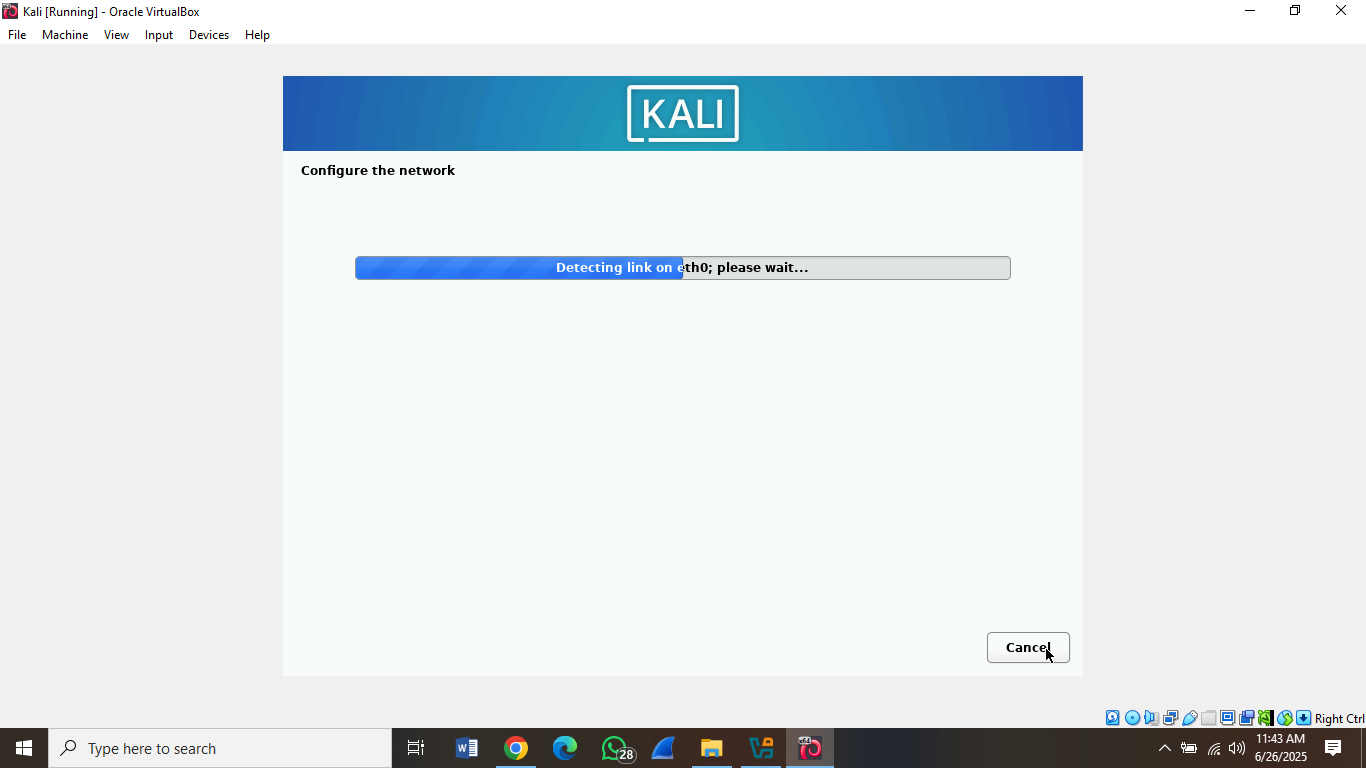 Kali [Running] - Oracle VirtualBox
File Machine View Input Devices Help
KALI
Configure the network
Detecting link on eth0; please wait...
Cancel
Right Ctrl
Type here to search
28
11:43 AM
6/26/2025